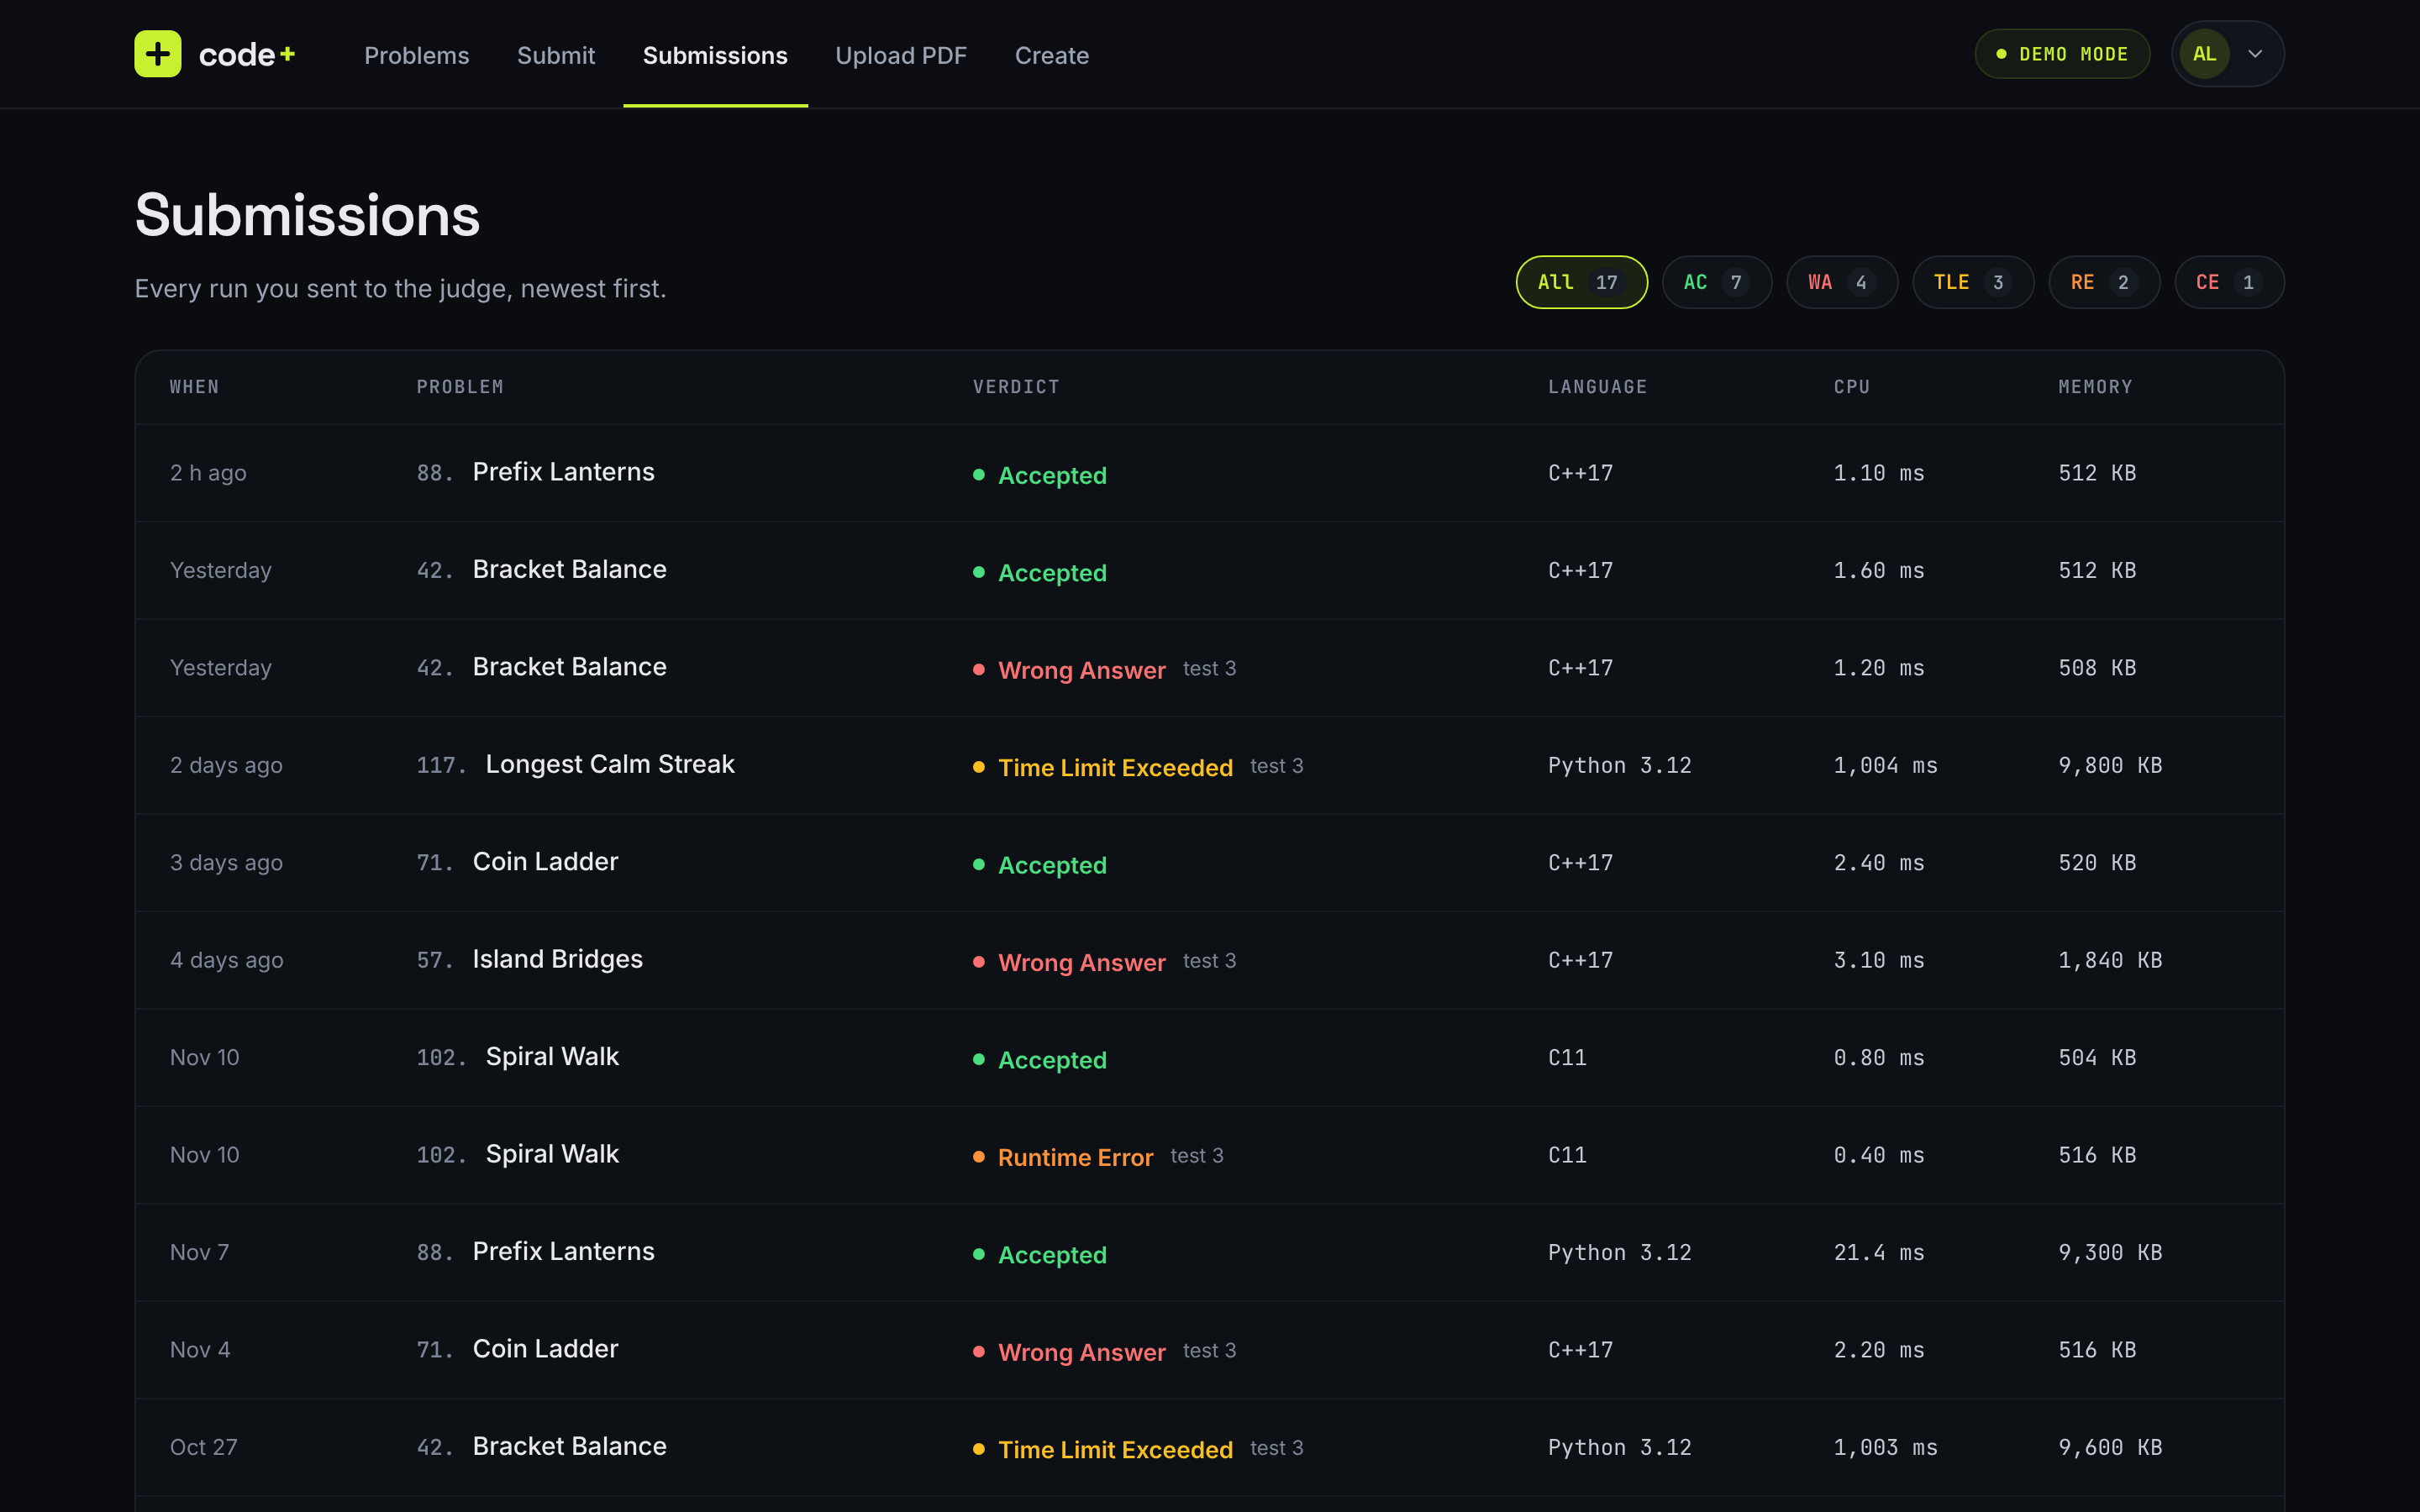 code+ Problems Submit Submissions Upload PDF Create DEMO MODE AL
Submissions
Every run you sent to the judge, newest first.
All 17 AC 7 WA 4 TLE 3 RE 2 CE 1
WHEN PROBLEM VERDICT LANGUAGE CPU MEMORY
2 h ago 88. Prefix Lanterns Accepted C++17 1.10 ms 512 KB
Yesterday 42. Bracket Balance Accepted C++17 1.60 ms 512 KB
Yesterday 42. Bracket Balance Wrong Answer test 3 C++17 1.20 ms 508 KB
2 days ago 117. Longest Calm Streak Time Limit Exceeded test 3 Python 3.12 1,004 ms 9,800 KB
3 days ago 71. Coin Ladder Accepted C++17 2.40 ms 520 KB
4 days ago 57. Island Bridges Wrong Answer test 3 C++17 3.10 ms 1,840 KB
Nov 10 102. Spiral Walk Accepted C11 0.80 ms 504 KB
Nov 10 102. Spiral Walk Runtime Error test 3 C11 0.40 ms 516 KB
Nov 7 88. Prefix Lanterns Accepted Python 3.12 21.4 ms 9,300 KB
Nov 4 71. Coin Ladder Wrong Answer test 3 C++17 2.20 ms 516 KB
Oct 27 42. Bracket Balance Time Limit Exceeded test 3 Python 3.12 1,003 ms 9,600 KB